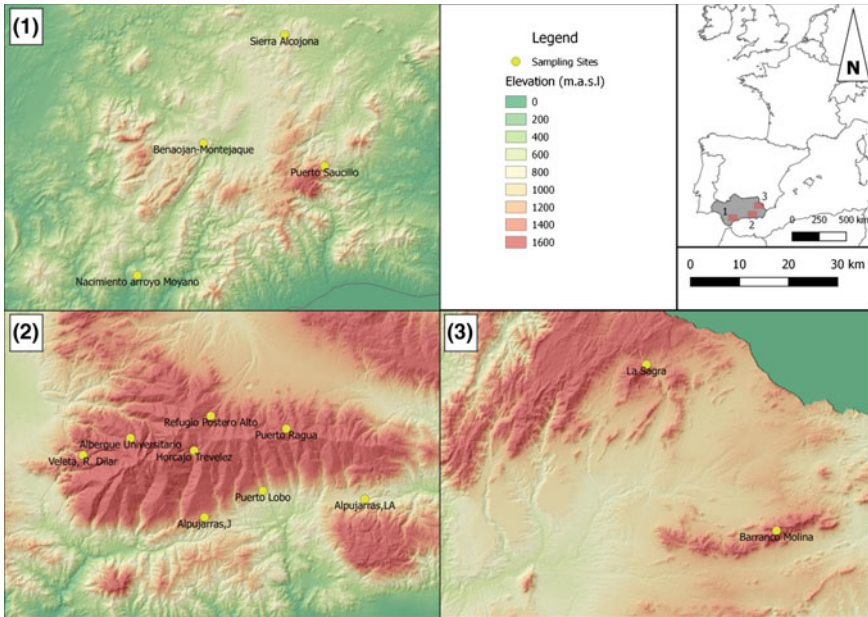 (1)
Sierra Alcojona
Benaojan-Montejaque
Puerto Saucillo
Nacimiento arroyo Moyano
Legend
Sampling Sites
Elevation (m.a.s.l)
0
200
400
600
800
1000
1200
1400
1600
N
1
2
3
0 250 500 km
0 10 20 30 km
(2)
Refugio Postero Alto
Puerto Ragua
Albergue Universitario
Veleta, R. Dilar
Horcajo Trevelez
Puerto Lobo
Alpujarras,LA
Alpujarras,J
(3)
La Sagra
Barranco Molina